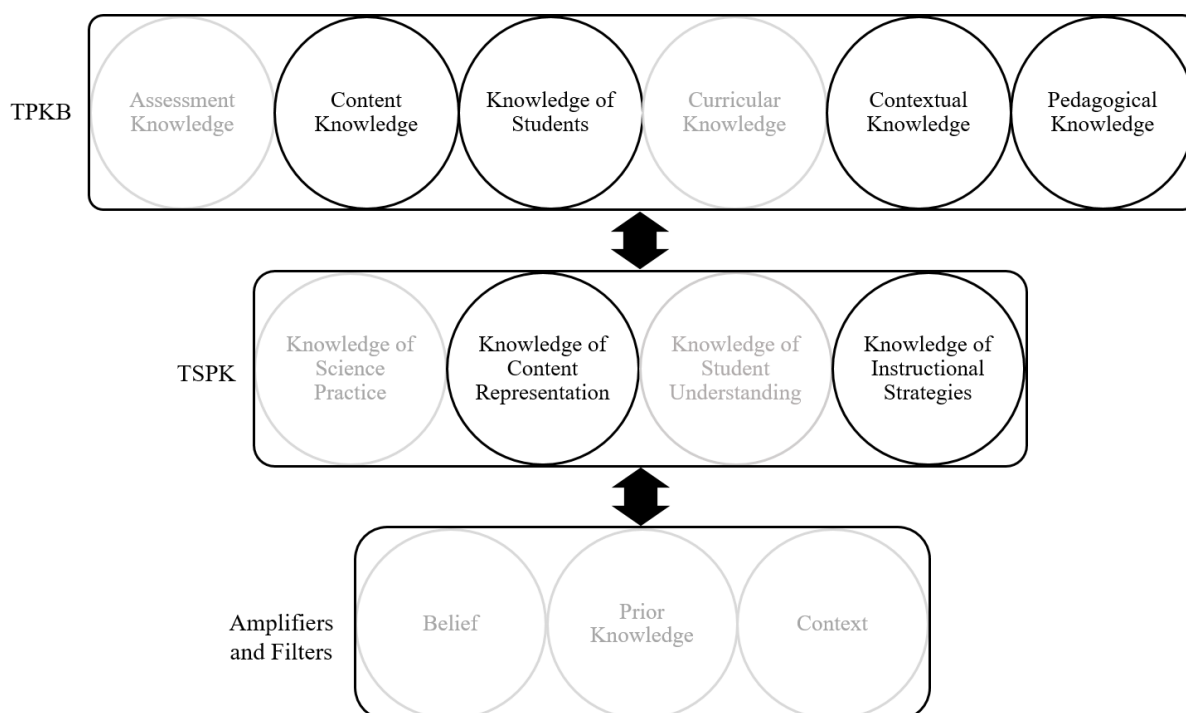 TPKB
Assessment
Knowledge
Content
Knowledge
Knowledge of
Students
Curricular
Knowledge
Contextual
Knowledge
Pedagogical
Knowledge
TSPK
Knowledge of
Science
Practice
Knowledge of
Content
Representation
Knowledge of
Student
Understanding
Knowledge of
Instructional
Strategies
Amplifiers
and Filters
Belief
Prior
Knowledge
Context